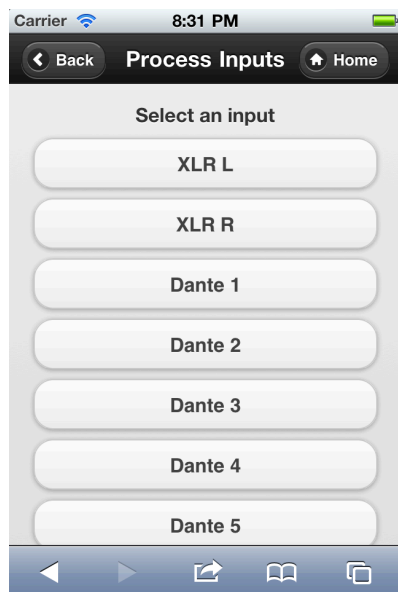 Carrier 8:31 PM
Back Process Inputs Home
Select an input
XLR L
XLR R
Dante 1
Dante 2
Dante 3
Dante 4
Dante 5